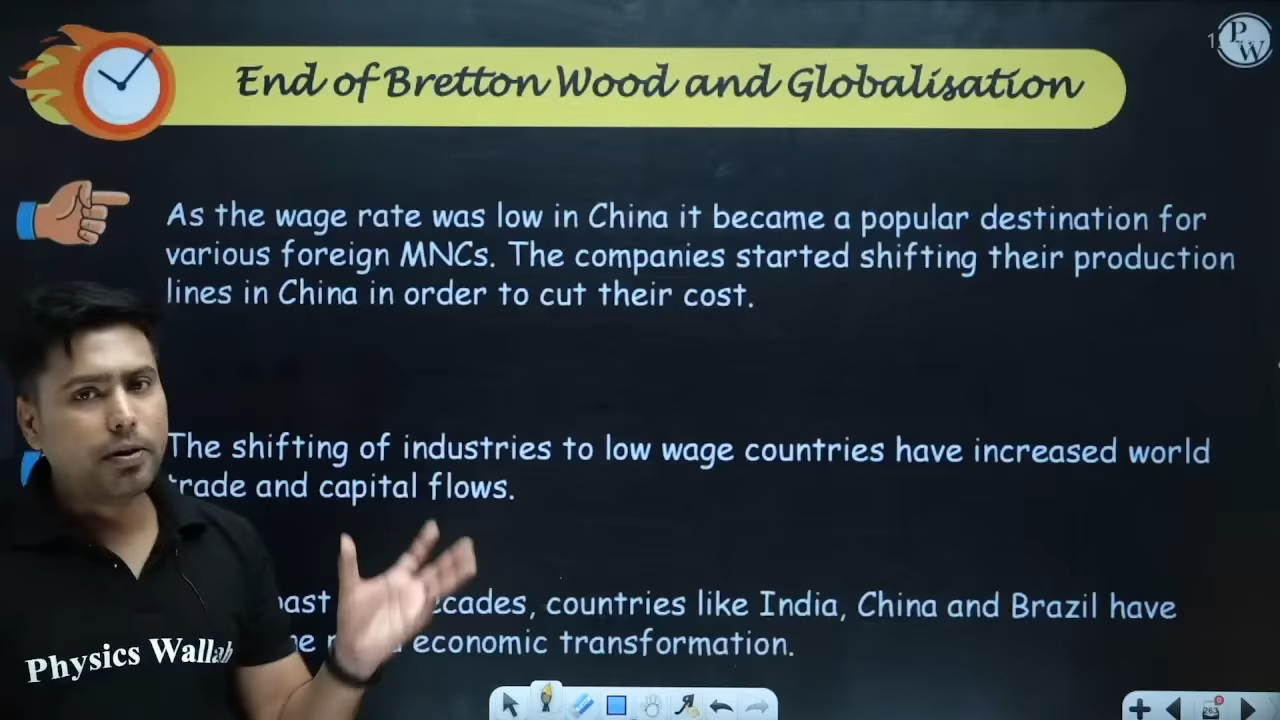 End of Bretton Wood and Globalisation
P
W
As the wage rate was low in China it became a popular destination for
various foreign MNCs. The companies started shifting their production
lines in China in order to cut their cost.
The shifting of industries to low wage countries have increased world
trade and capital flows.
past countries like India, China and Brazil have
economic transformation.
Physics Wallah
263